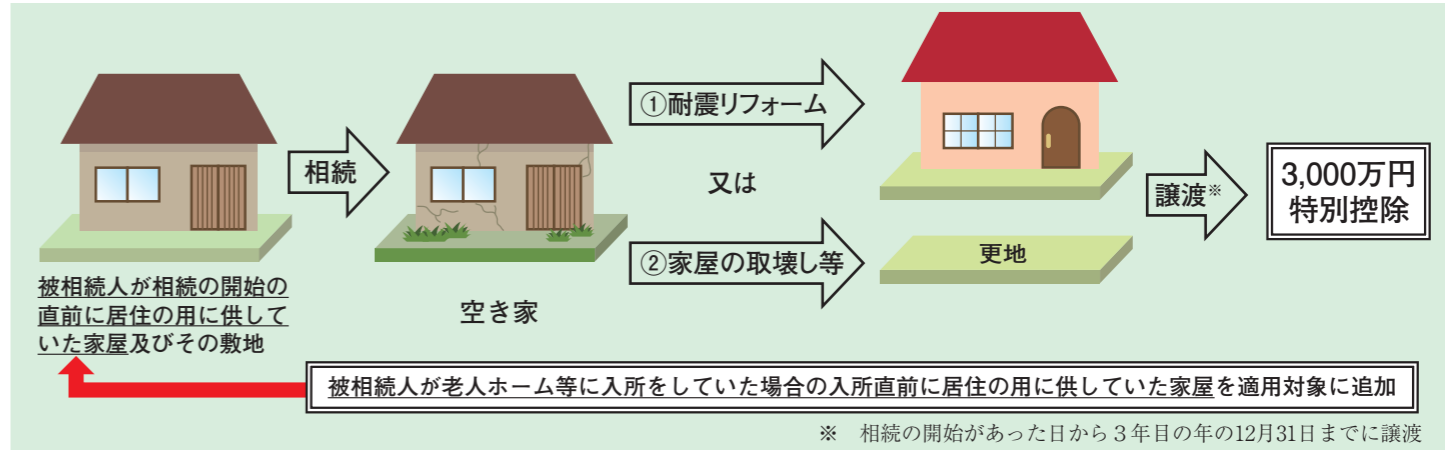 被相続人が相続の開始の
直前に居住の用に供して
いた家屋及びその敷地
相続
空き家
①耐震リフォーム
又は
②家屋の取壊し等
更地
譲渡※
3,000万円
特別控除
被相続人が老人ホーム等に入所をしていた場合の入所直前に居住の用に供していた家屋を適用対象に追加
※　相続の開始があった日から３年目の年の12月31日までに譲渡